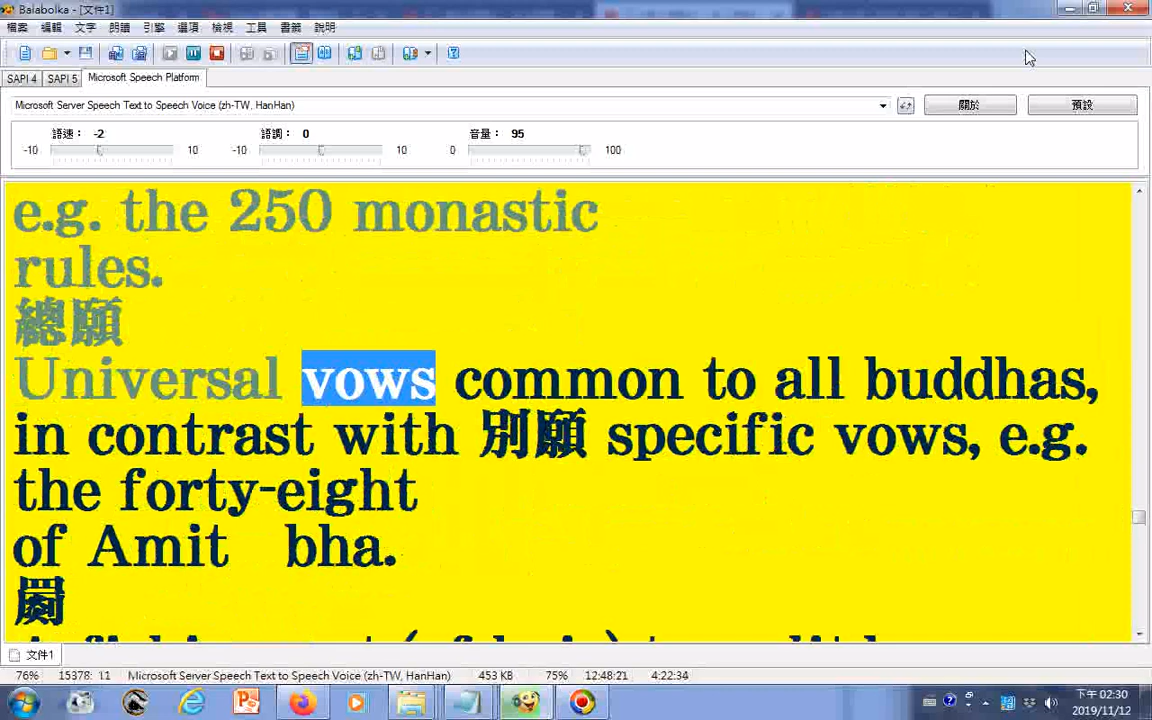 Balabolka - [文件1]
檔案 編輯 文字 朗讀 引擎 選項 檢視 工具 書籤 說明
SAPI 4 SAPI 5 Microsoft Speech Platform
Microsoft Server Speech Text to Speech Voice (zh-TW, HanHan) 關於 預設
語速: -2 語調: 0 音量: 95
-10 10 -10 10 0 100
e.g. the 250 monastic
rules.
總願
Universal vows common to all buddhas,
in contrast with 別願 specific vows, e.g.
the forty-eight
of Amit bha.
文件1
76% 15378: 11 Microsoft Server Speech Text to Speech Voice (zh-TW, HanHan) 453 KB 75% 12:48:21 4:22:34
下午 02:30
2019/11/12